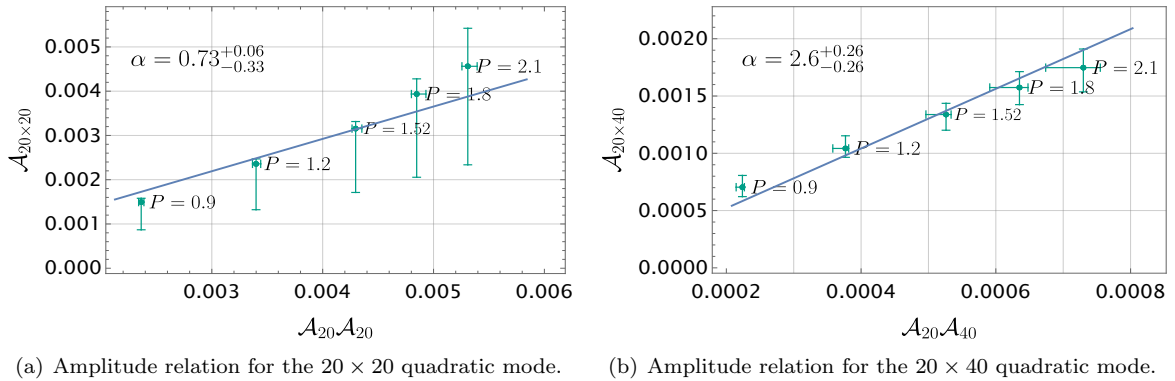 α = 0.73 +0.06 −0.33
P = 2.1
P = 1.8
P = 1.52
P = 1.2
P = 0.9
0.005
0.004
0.003
0.002
0.001
0.000
0.003 0.004 0.005 0.006
𝒜20×20
𝒜20𝒜20
(a) Amplitude relation for the 20 × 20 quadratic mode.
α = 2.6 +0.26 −0.26
P = 2.1
P = 1.8
P = 1.52
P = 1.2
P = 0.9
0.0020
0.0015
0.0010
0.0005
0.0000
0.0002 0.0004 0.0006 0.0008
𝒜20×40
𝒜20𝒜40
(b) Amplitude relation for the 20 × 40 quadratic mode.